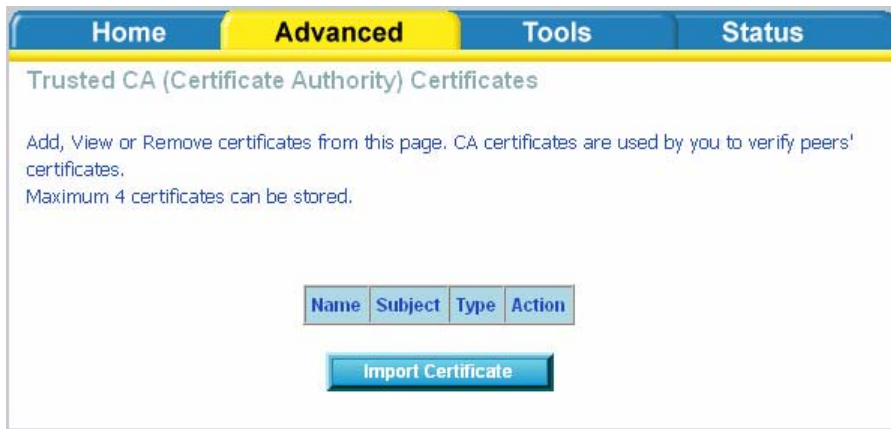 Home Advanced Tools Status
Trusted CA (Certificate Authority) Certificates
Add, View or Remove certificates from this page. CA certificates are used by you to verify peers'
certificates.
Maximum 4 certificates can be stored.
Name Subject Type Action
Import Certificate